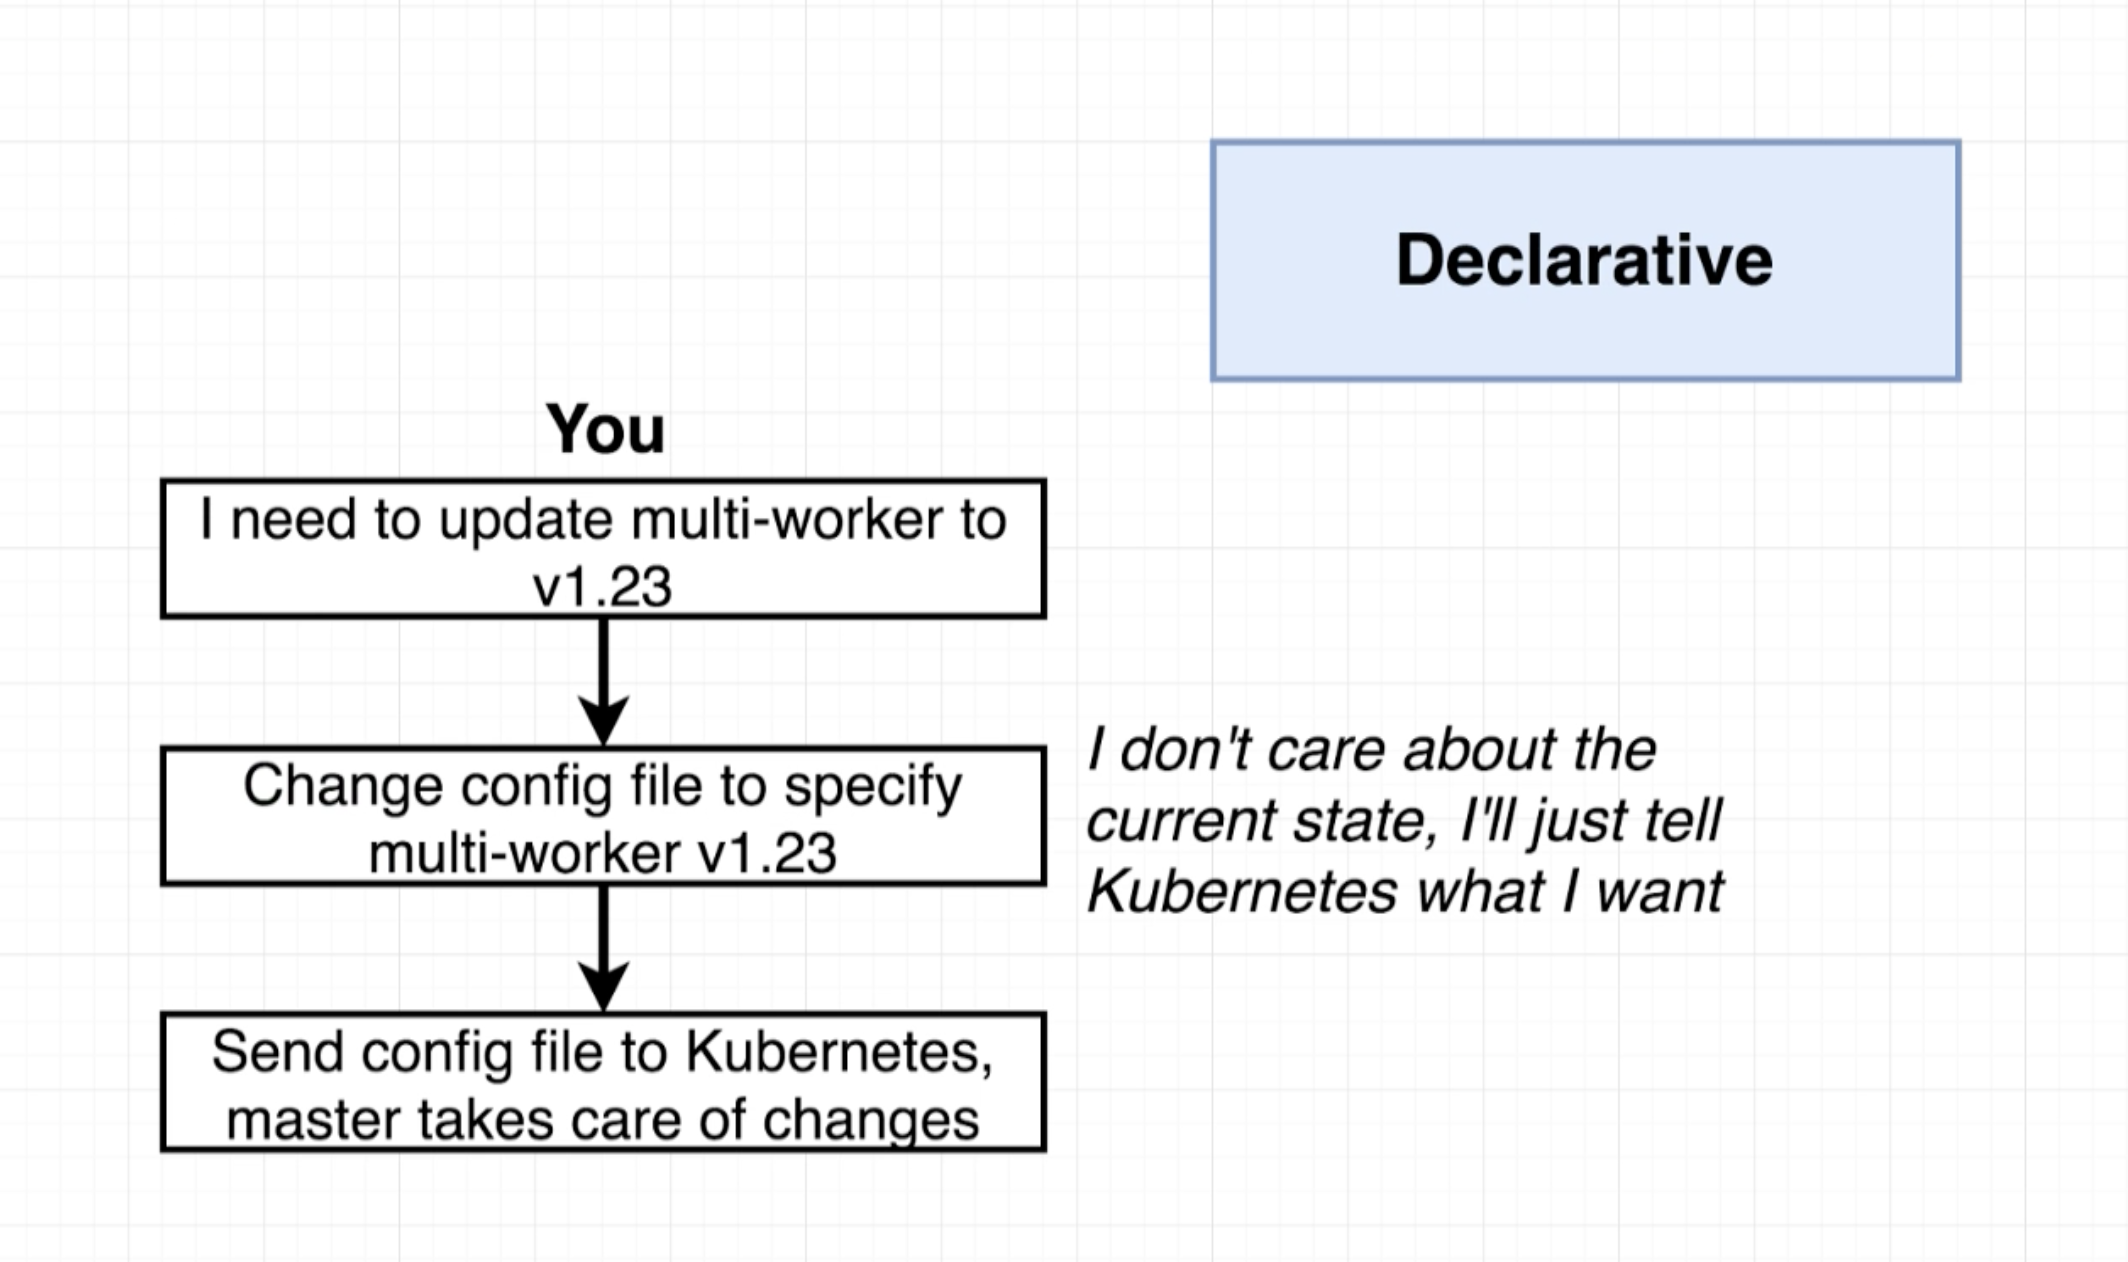 Declarative
You
I need to update multi-worker to
v1.23
Change config file to specify
multi-worker v1.23
I don't care about the
current state, I'll just tell
Kubernetes what I want
Send config file to Kubernetes,
master takes care of changes